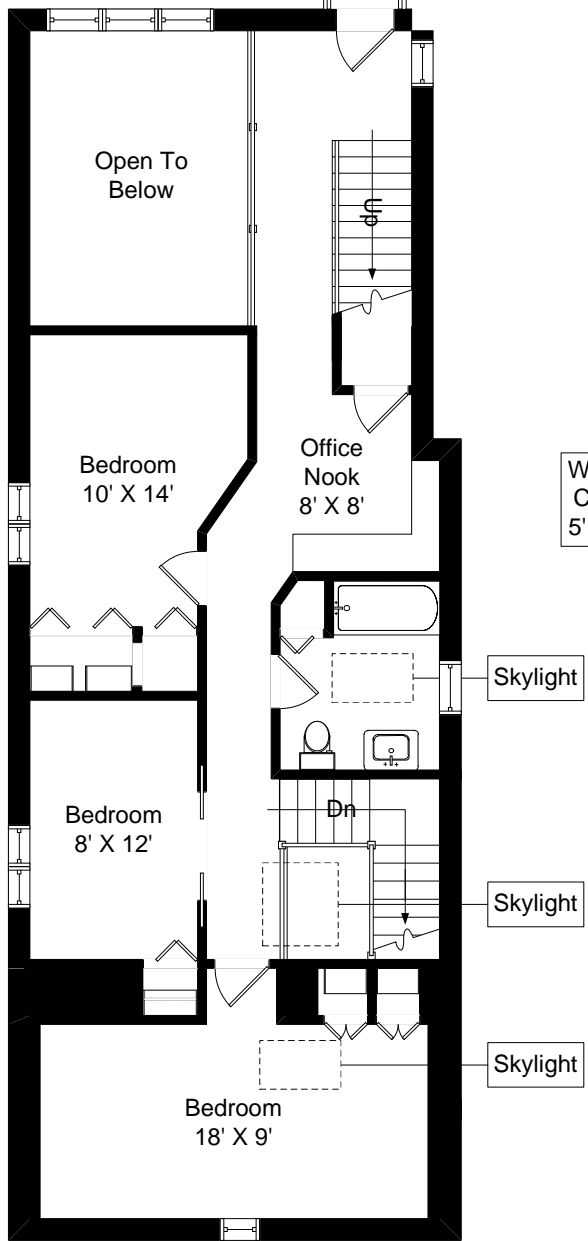 Open To
Below
Up
Bedroom
10' X 14'
Office
Nook
8' X 8'
W
C
5'
Skylight
Bedroom
8' X 12'
Dn
Skylight
Skylight
Bedroom
18' X 9'